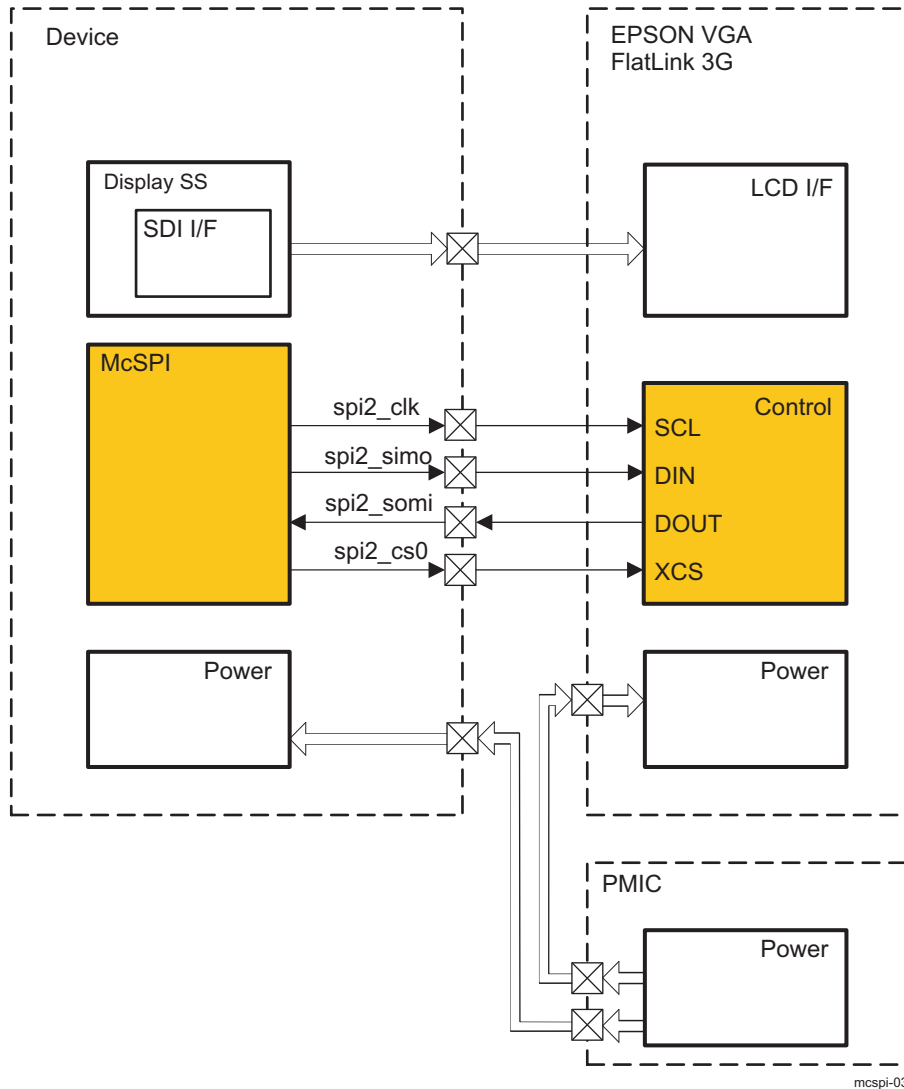 Device
EPSON VGA
FlatLink 3G
Display SS
SDI I/F
LCD I/F
McSPI
spi2_clk
spi2_simo
spi2_somi
spi2_cs0
Control
SCL
DIN
DOUT
XCS
Power
Power
PMIC
Power